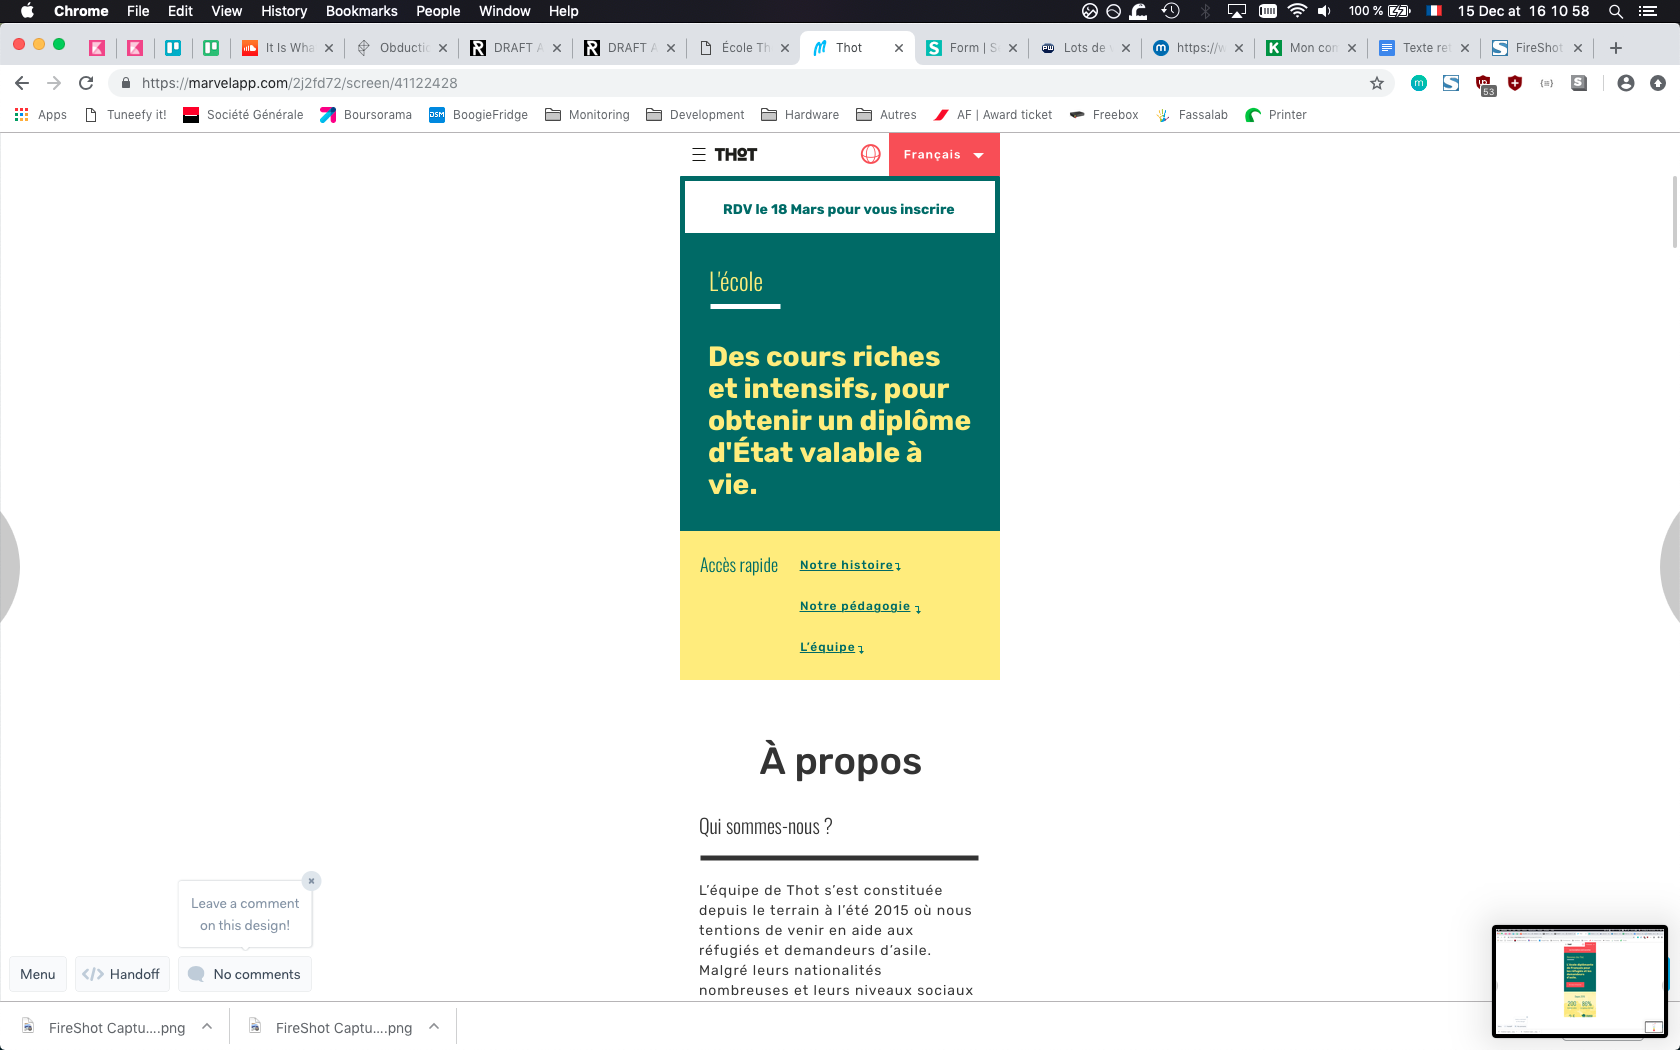 Chrome File Edit View History Bookmarks People Window Help 100 % 15 Dec at 16 10 58
It Is Wha Obductio DRAFT A DRAFT A École Th Thot Form | S Lots de https://w Mon con Texte ret FireShot
https://marvelapp.com/2j2fd72/screen/41122428 53
Apps Tuneefy it! Société Générale Boursorama BoogieFridge Monitoring Development Hardware Autres AF | Award ticket Freebox Fassalab Printer
THOT Français
RDV le 18 Mars pour vous inscrire
L'école
Des cours riches
et intensifs, pour
obtenir un diplôme
d'État valable à
vie.
Accès rapide Notre histoire
Notre pédagogie
L'équipe
À propos
Qui sommes-nous ?
L'équipe de Thot s'est constituée
depuis le terrain à l'été 2015 où nous
tentions de venir en aide aux
réfugiés et demandeurs d'asile.
Malgré leurs nationalités
nombreuses et leurs niveaux sociaux
Leave a comment
on this design!
Menu Handoff No comments
FireShot Captu....png FireShot Captu....png